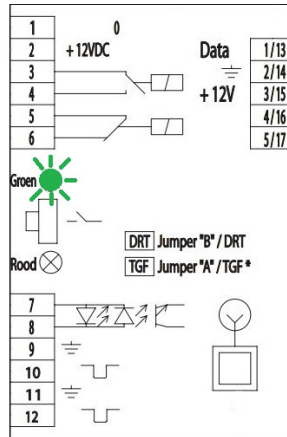 1 0
2 +12VDC Data 1/13
3 2/14
4 +12V 3/15
5 4/16
6 5/17
Groen
DRT Jumper "B" / DRT
Rood TGF Jumper "A" / TGF *
7
8
9
10
11
12